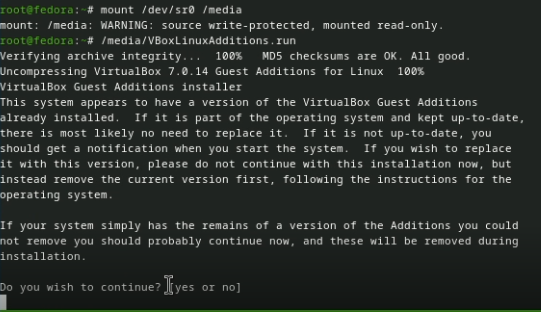 root@fedora:~# mount /dev/sr0 /media
mount: /media: WARNING: source write-protected, mounted read-only.
root@fedora:~# /media/VBoxLinuxAdditions.run
Verifying archive integrity...  100%   MD5 checksums are OK. All good.
Uncompressing VirtualBox 7.0.14 Guest Additions for Linux  100%
VirtualBox Guest Additions installer
This system appears to have a version of the VirtualBox Guest Additions
already installed.  If it is part of the operating system and kept up-to-date,
there is most likely no need to replace it.  If it is not up-to-date, you
should get a notification when you start the system.  If you wish to replace
it with this version, please do not continue with this installation now, but
instead remove the current version first, following the instructions for the
operating system.
If your system simply has the remains of a version of the Additions you could
not remove you should probably continue now, and these will be removed during
installation.
Do you wish to continue? [yes or no]